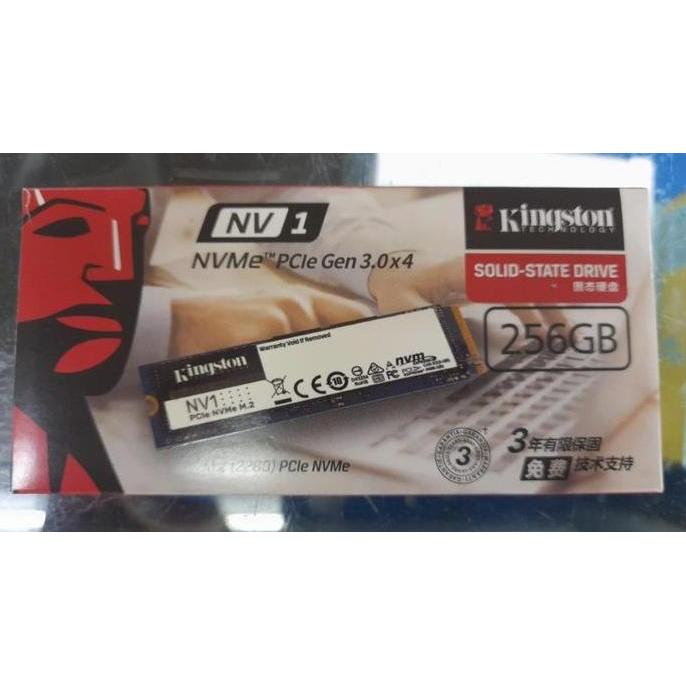 NV 1
NVMe™ PCIe Gen 3.0x4
Kingston
TECHNOLOGY
SOLID-STATE DRIVE
固态硬盘
256GB
Warranty Void If Removed
Kingston
NV1
PCIe NVMe M.2
nvm
M.2 (2280) PCIe NVMe
3
3年有限保固
免费 技术支持